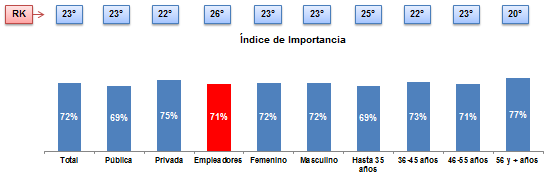 RK 23° 23° 22° 26° 23° 23° 25° 22° 23° 20°
Índice de Importancia
72% 69% 75% 71% 72% 72% 69% 73% 71% 77%
Total Pública Privada Empleadores Femenino Masculino Hasta 35 36-45 años 46-55 años 56 y + años
años